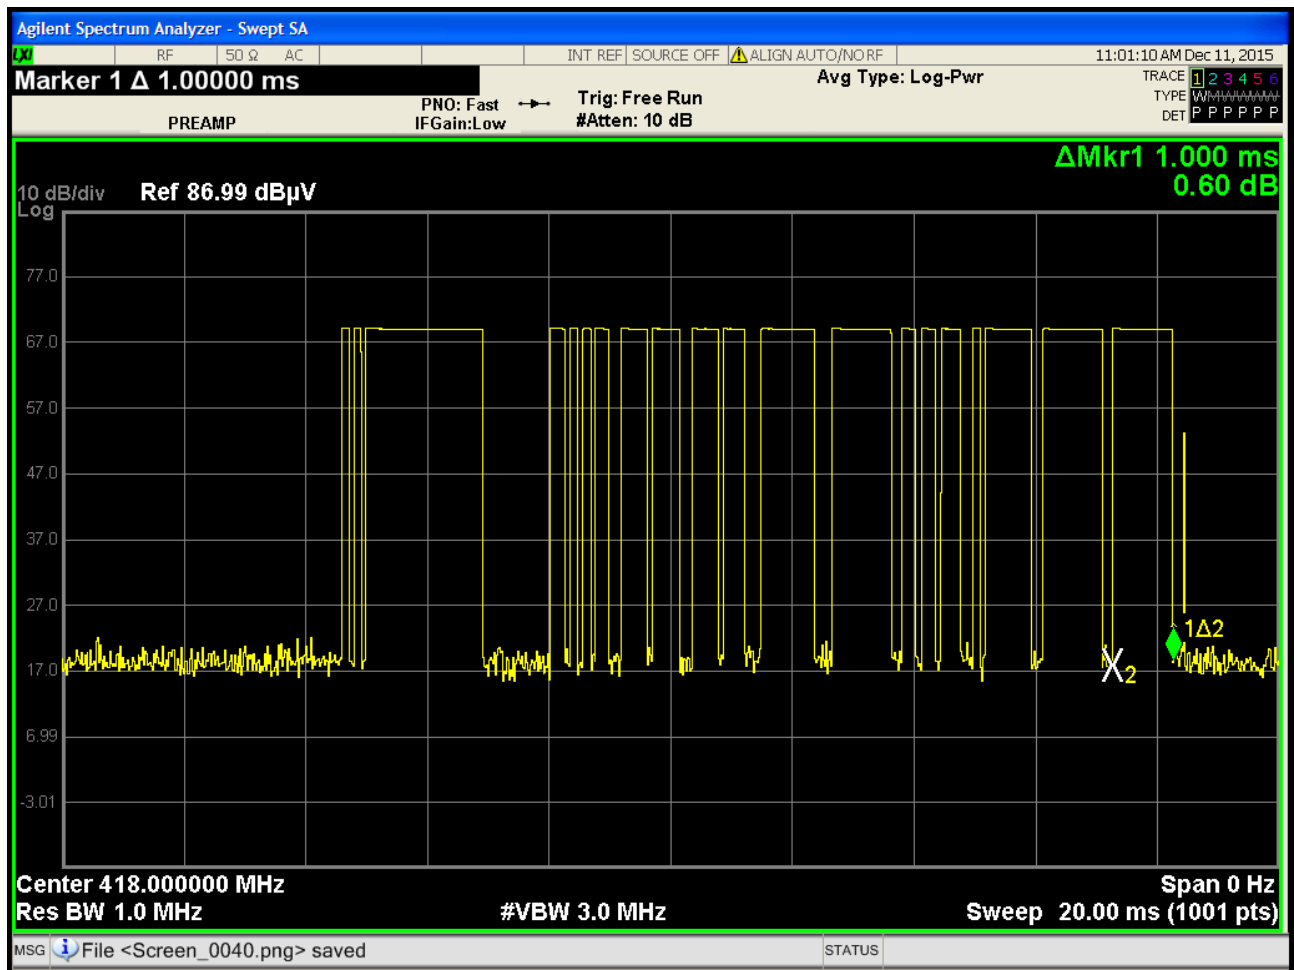 Agilent Spectrum Analyzer - Swept SA
LXI RF 50 Ω AC INT REF SOURCE OFF ALIGN AUTO/NO RF 11:01:10 AM Dec 11, 2015
Marker 1 Δ 1.00000 ms Avg Type: Log-Pwr TRACE 1 2 3 4 5 6
PNO: Fast Trig: Free Run TYPE WMWWWWW
PREAMP IFGain:Low #Atten: 10 dB DET P P P P P P
ΔMkr1 1.000 ms
10 dB/div Ref 86.99 dBµV 0.60 dB
Log
77.0
67.0
57.0
47.0
37.0
27.0
1Δ2
17.0
X2
6.99
-3.01
Center 418.000000 MHz Span 0 Hz
Res BW 1.0 MHz #VBW 3.0 MHz Sweep 20.00 ms (1001 pts)
MSG File <Screen_0040.png> saved STATUS